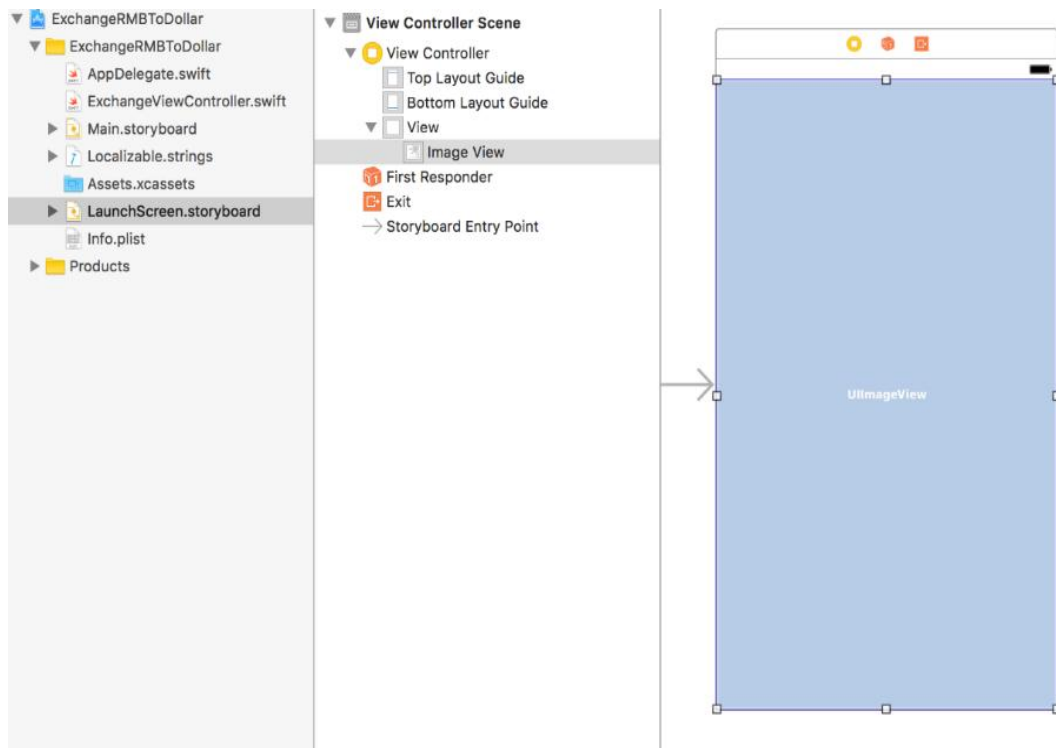 ExchangeRMBToDollar
ExchangeRMBToDollar
AppDelegate.swift
ExchangeViewController.swift
Main.storyboard
Localizable.strings
Assets.xcassets
LaunchScreen.storyboard
Info.plist
Products
View Controller Scene
View Controller
Top Layout Guide
Bottom Layout Guide
View
Image View
First Responder
Exit
Storyboard Entry Point
UIImageView